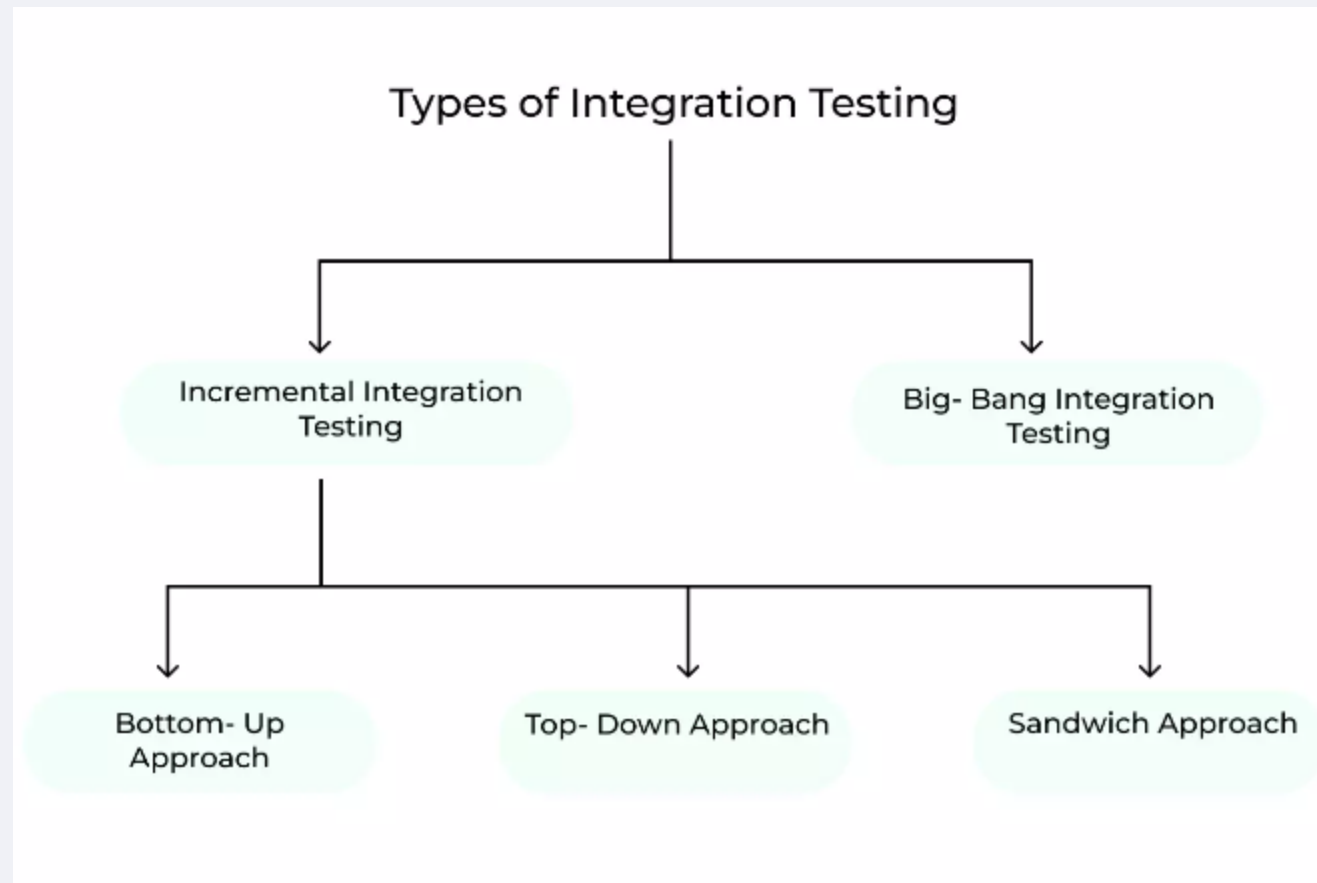 Types of Integration Testing
Incremental Integration
Testing
Big- Bang Integration
Testing
Bottom- Up
Approach
Top- Down Approach
Sandwich Approach